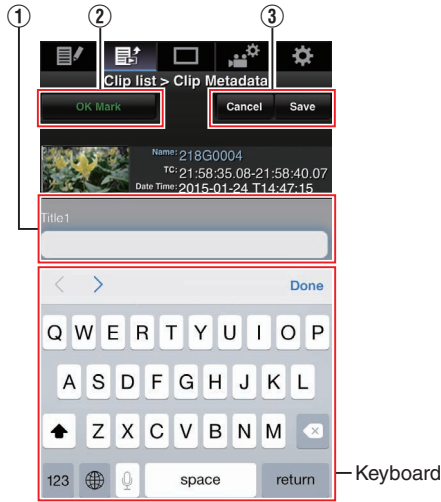 ① ② ③
Clip list > Clip Metadata
OK Mark Cancel Save
Name: 218G0004
TC: 21:58:35.08-21:58:40.07
Date Time: 2015-01-24 T14:47:15
Title1
Done
Q W E R T Y U I O P
A S D F G H J K L
Z X C V B N M
123 space return
Keyboard